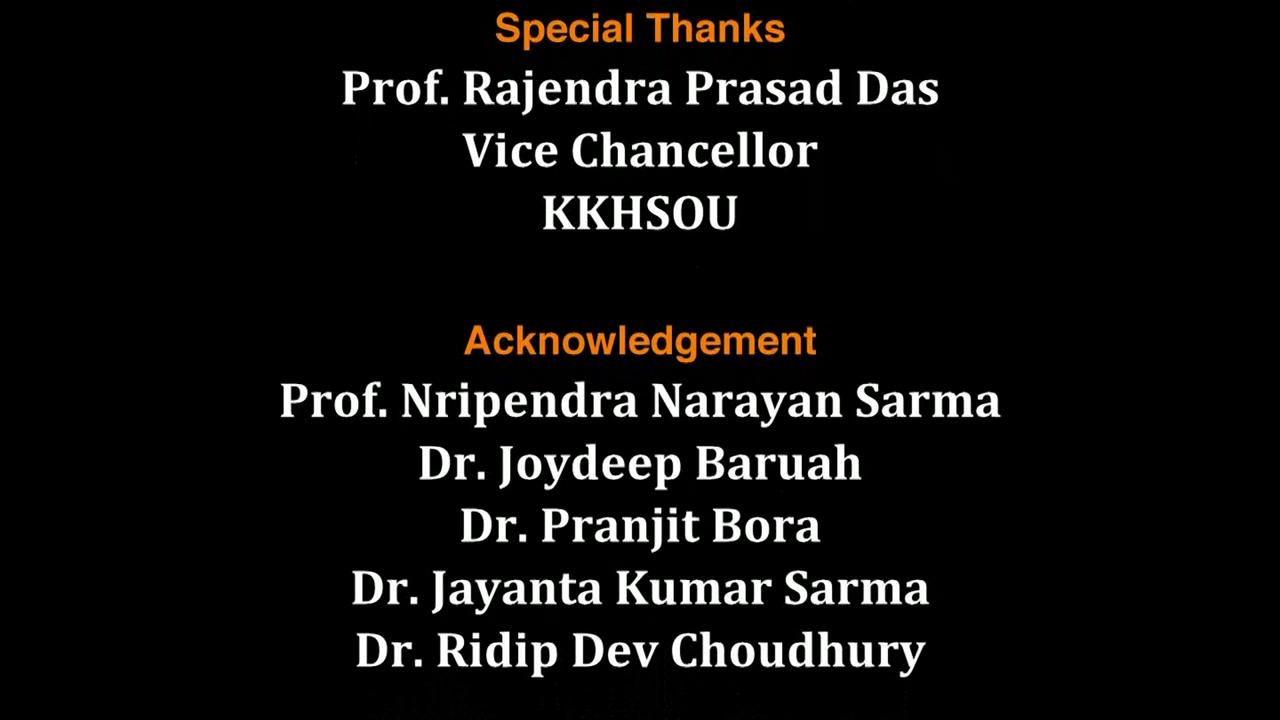 Special Thanks
Prof. Rajendra Prasad Das
Vice Chancellor
KKHSOU
Acknowledgement
Prof. Nripendra Narayan Sarma
Dr. Joydeep Baruah
Dr. Pranjit Bora
Dr. Jayanta Kumar Sarma
Dr. Ridip Dev Choudhury